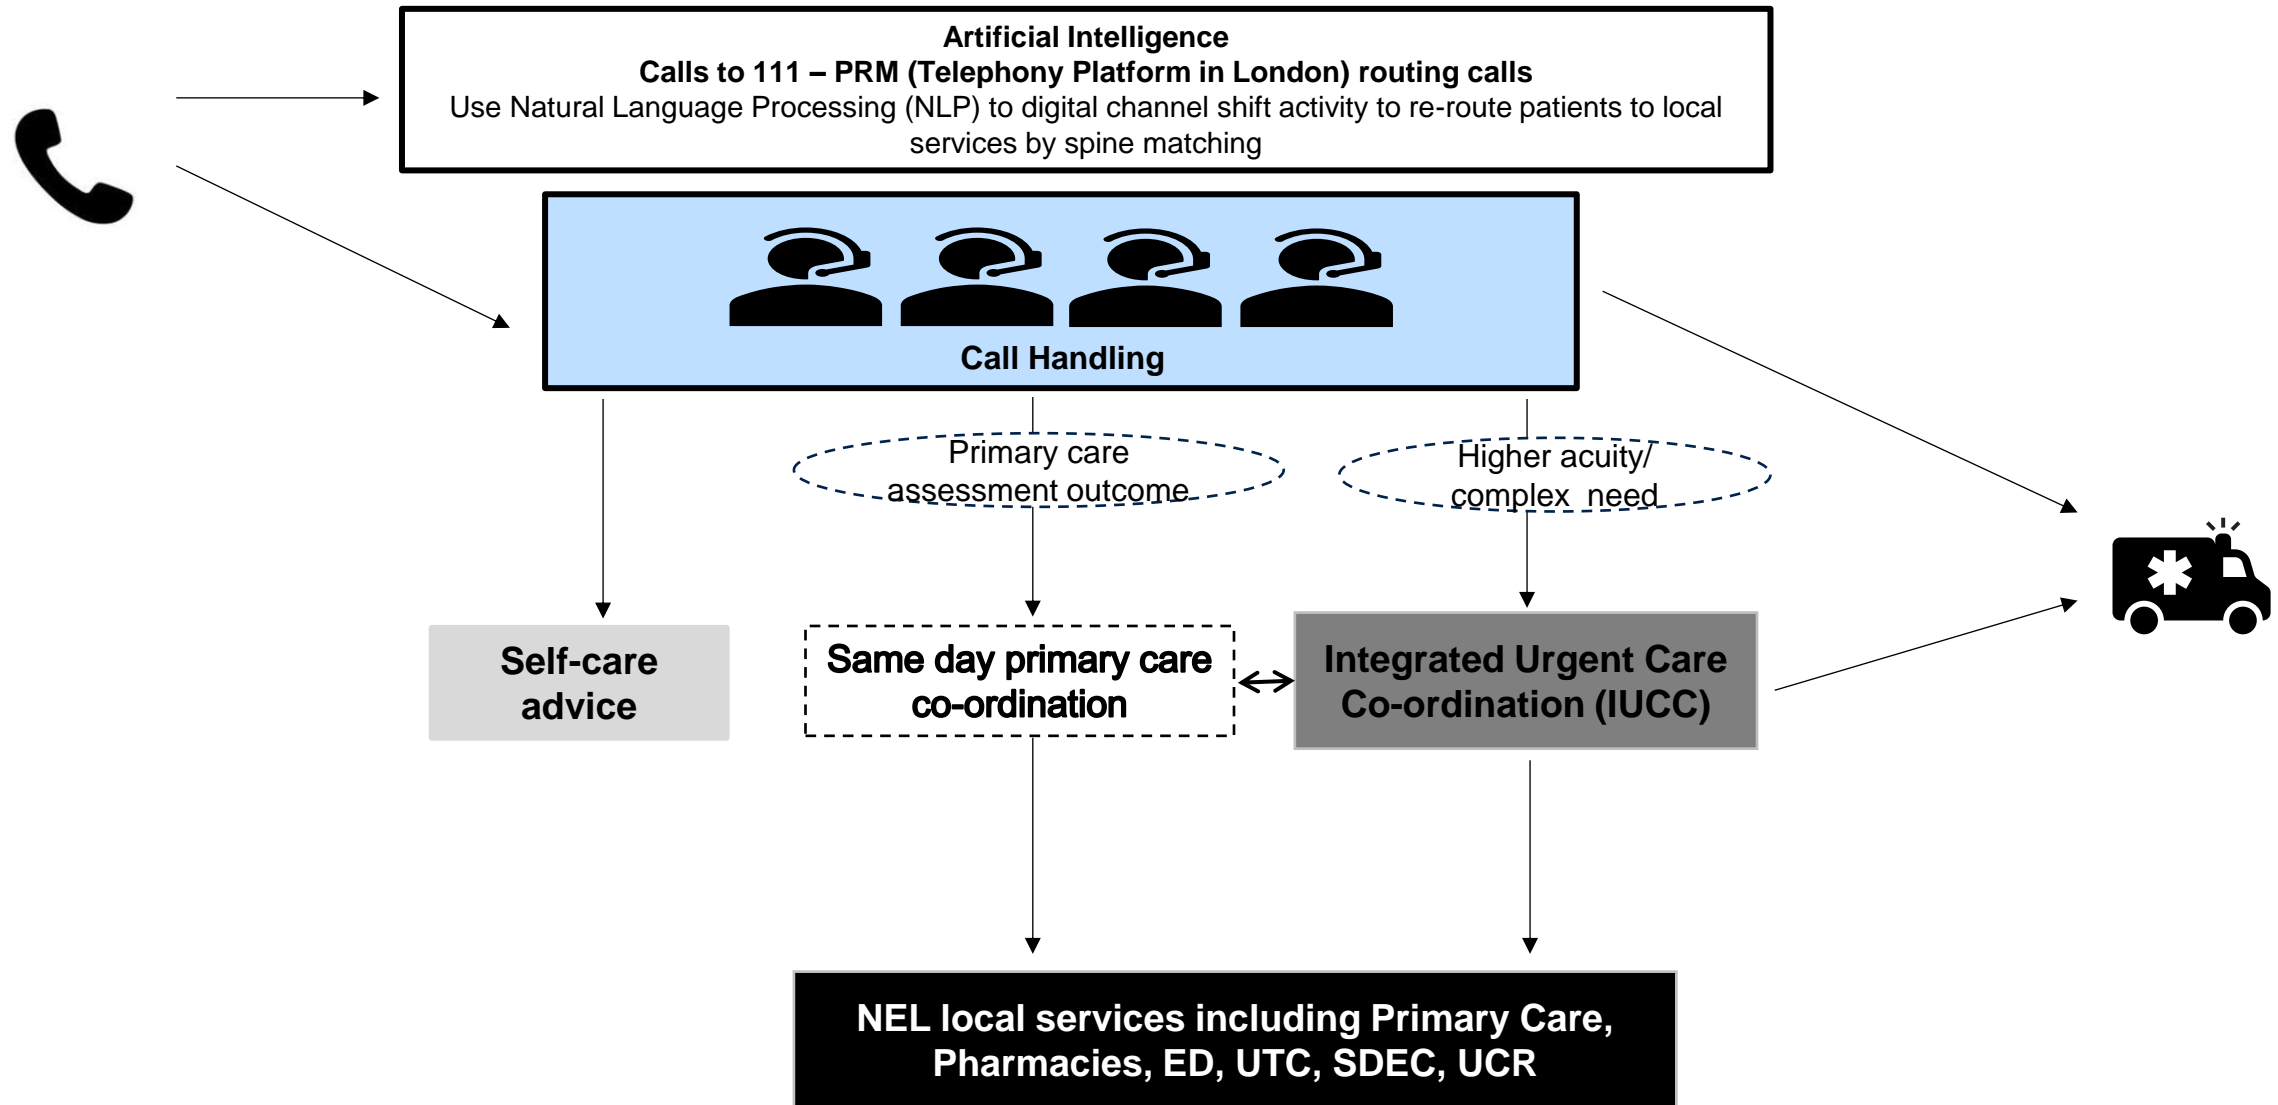 Artificial Intelligence
Calls to 111 – PRM (Telephony Platform in London) routing calls
Use Natural Language Processing (NLP) to digital channel shift activity to re-route patients to local
services by spine matching
Call Handling
Primary care
assessment outcome
Higher acuity/
complex  need
Self-care
advice
Same day primary care
co-ordination
Integrated Urgent Care
Co-ordination (IUCC)
NEL local services including Primary Care,
Pharmacies, ED, UTC, SDEC, UCR